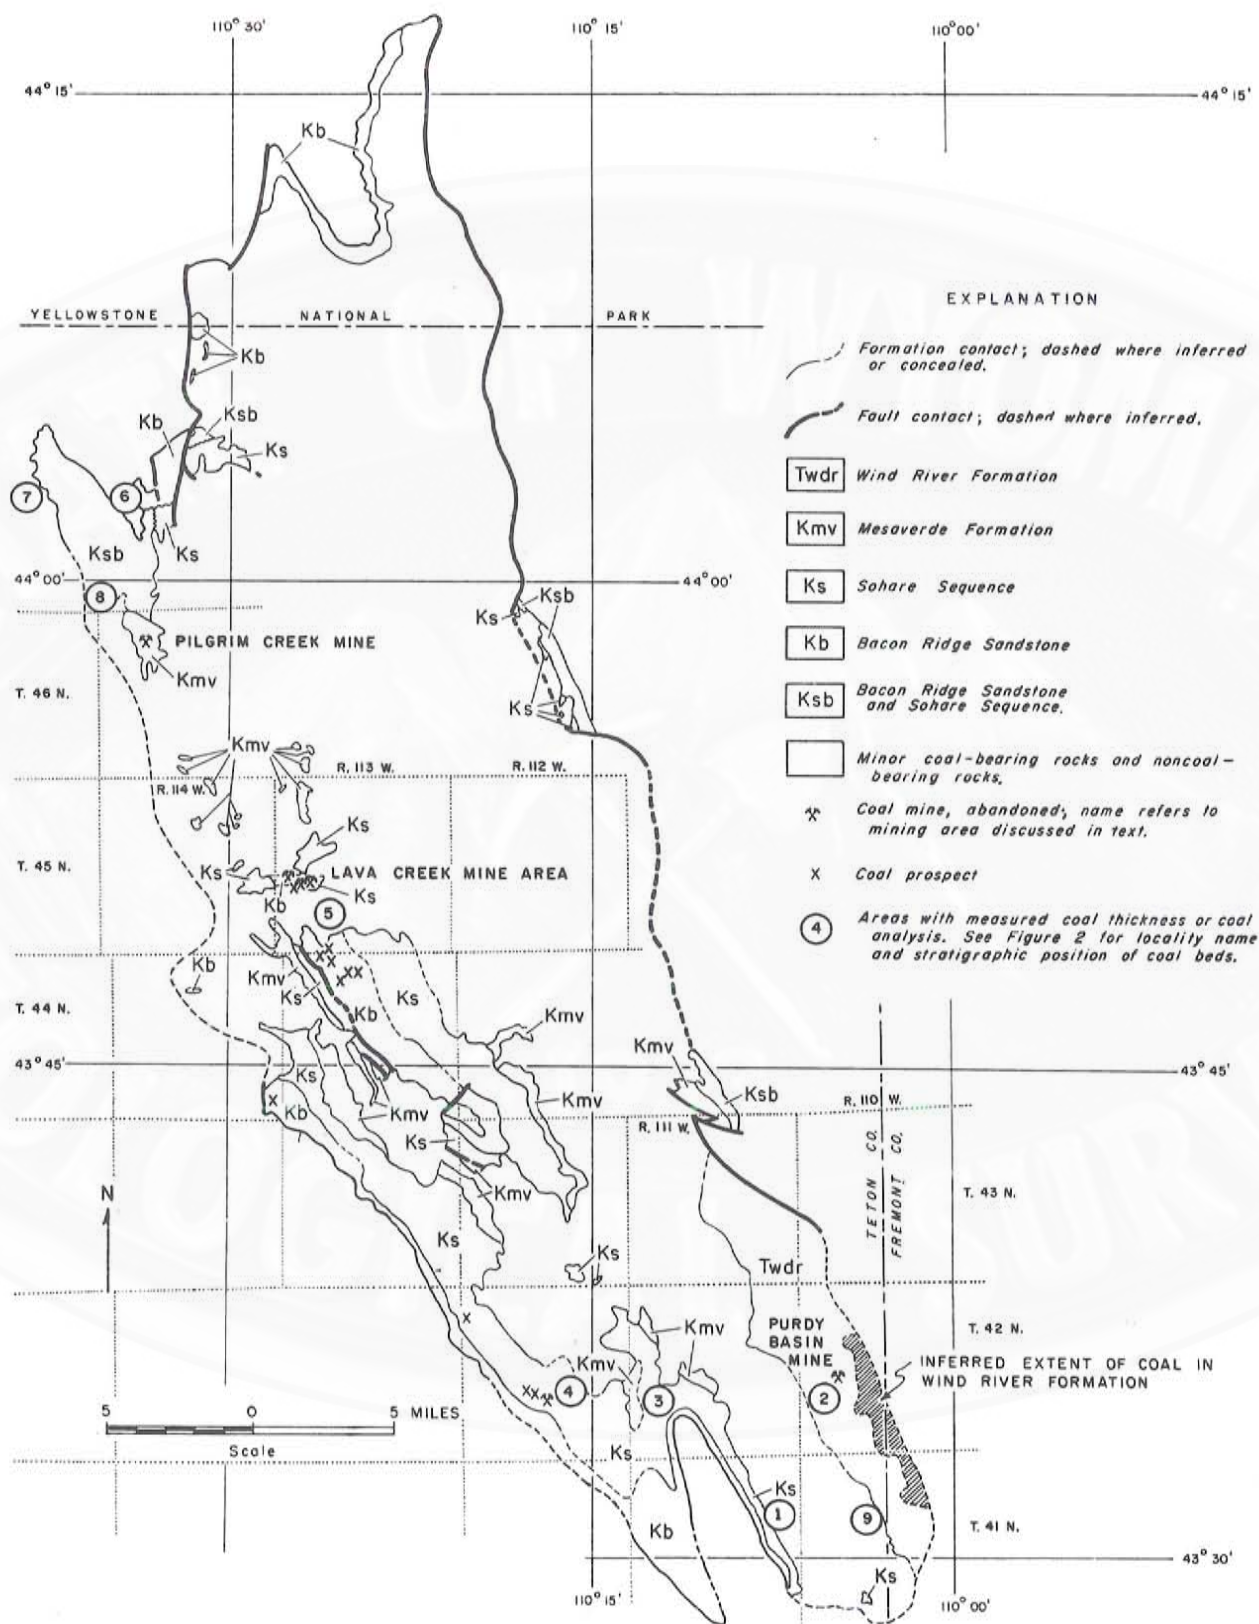 110° 30'
110° 15'
110° 00'
44° 15'
44° 15'
Kb
EXPLANATION
YELLOWSTONE NATIONAL PARK
Formation contact; dashed where inferred
or concealed.
Kb
Fault contact; dashed where inferred.
Kb
Ksb
Ks
Twdr Wind River Formation
7
6
Kmv Mesaverde Formation
Ksb
Ks
44° 00'
44° 00'
Ks Sohare Sequence
8
Ksb
Ks
PILGRIM CREEK MINE
Kb Bacon Ridge Sandstone
Kmv
T. 46 N.
Ksb Bacon Ridge Sandstone
and Sohare Sequence.
Ks
Kmv
R. 113 W.
R. 112 W.
Minor coal-bearing rocks and noncoal-
bearing rocks.
R. 114 W.
Coal mine, abandoned; name refers to
mining area discussed in text.
Ks
T. 45 N.
Ks
LAVA CREEK MINE AREA
x Coal prospect
Ks
Kb
5
4 Areas with measured coal thickness or coal
analysis. See Figure 2 for locality name
and stratigraphic position of coal beds.
Kb
Kmv
Ks
Ks
T. 44 N.
Kb
Kmv
Kmv
43° 45'
43° 45'
Ks
Kb
Kmv
Kmv
Ksb
R. 110 W.
R. 111 W.
Ks
Kmv
N
T. 43 N.
TETON CO.
FREMONT CO.
Ks
Ks
Twdr
T. 42 N.
PURDY
BASIN
MINE
Kmv
Kmv
INFERRED EXTENT OF COAL IN
WIND RIVER FORMATION
4
3
2
5 0 5 MILES
Scale
Ks
Ks
1
9
Kb
T. 41 N.
43° 30'
Ks
110° 15'
110° 00'